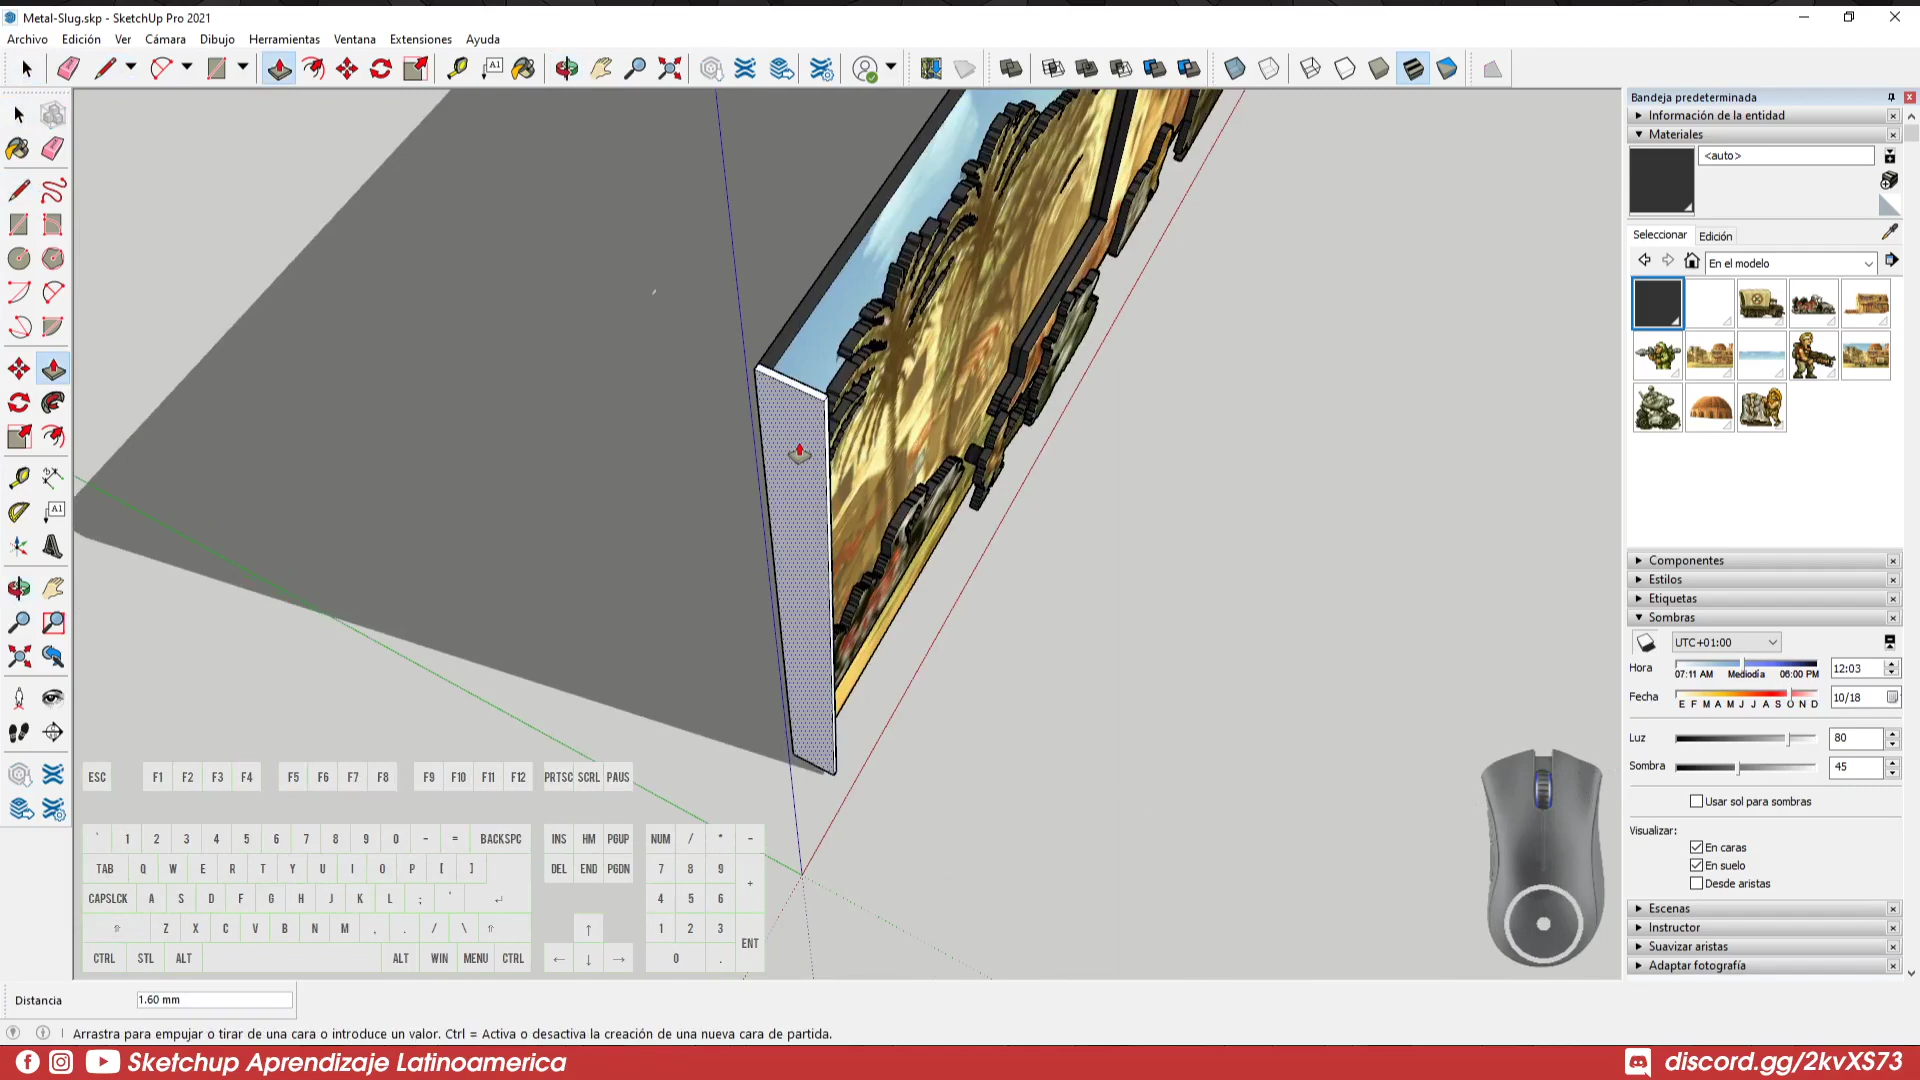 Metal-Slug.skp - SketchUp Pro 2021
Archivo Edición Ver Cámara Dibujo Herramientas Ventana Extensiones Ayuda
Bandeja predeterminada
Información de la entidad
Materiales
<auto>
Seleccionar Edición
En el modelo
Componentes
Estilos
Etiquetas
Sombras
UTC+01:00
Hora 12:03
07:11 AM Mediodía 06:00 PM
Fecha 10/18
E F M A M J J A S O N D
Luz 80
Sombra 45
Usar sol para sombras
Visualizar:
En caras
En suelo
Desde aristas
Escenas
Instructor
Suavizar aristas
Adaptar fotografía
ESC F1 F2 F3 F4 F5 F6 F7 F8 F9 F10 F11 F12 PRTSC SCRL PAUS
` 1 2 3 4 5 6 7 8 9 0 - = BACKSPC INS HM PGUP NUM / * -
TAB Q W E R T Y U I O P [ ] DEL END PGDN 7 8 9 +
CAPSLCK A S D F G H J K L ; ' ↵ 4 5 6
⇧ Z X C V B N M , . / \ ⇧ ↑ 1 2 3 ENT
CTRL STL ALT ALT WIN MENU CTRL ← ↓ → 0 .
Distancia 1.60 mm
Arrastra para empujar o tirar de una cara o introduce un valor. Ctrl = Activa o desactiva la creación de una nueva cara de partida.
Sketchup Aprendizaje Latinoamerica
discord.gg/2kvXS73